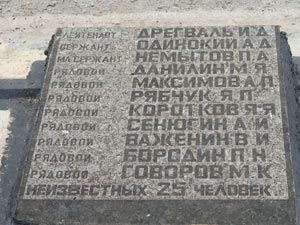 ЛЕЙТЕНАНТ ДРЕГВАЛЬ И.Д.
СЕРЖАНТ ОДИНОКИЙ А.Д.
МЛ.СЕРЖАНТ НЕМЫТОВ П.А.
РЯДОВОЙ ДАНИЛИН М.Я.
РЯДОВОЙ МАКСИМОВ А.П.
РЯДОВОЙ РЯБЧУК Я.П.
РЯДОВОЙ КОРОТКОВ Я.Я.
РЯДОВОЙ СЕНЮГИН А.И.
РЯДОВОЙ ВАЖЕНИН В.И.
РЯДОВОЙ БОРОДИН П.Н.
РЯДОВОЙ ГОВОРОВ М.К.
НЕИЗВЕСТНЫХ 25 ЧЕЛОВЕК